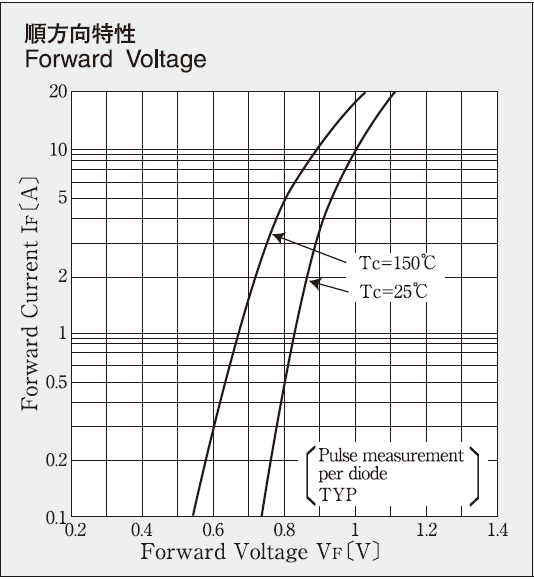 順方向特性
Forward Voltage
Forward Current IF〔A〕
20
10
5
2
1
0.5
0.2
0.1
Tc=150℃
Tc=25℃
Pulse measurement
per diode
TYP
0.2 0.4 0.6 0.8 1 1.2 1.4
Forward Voltage VF〔V〕